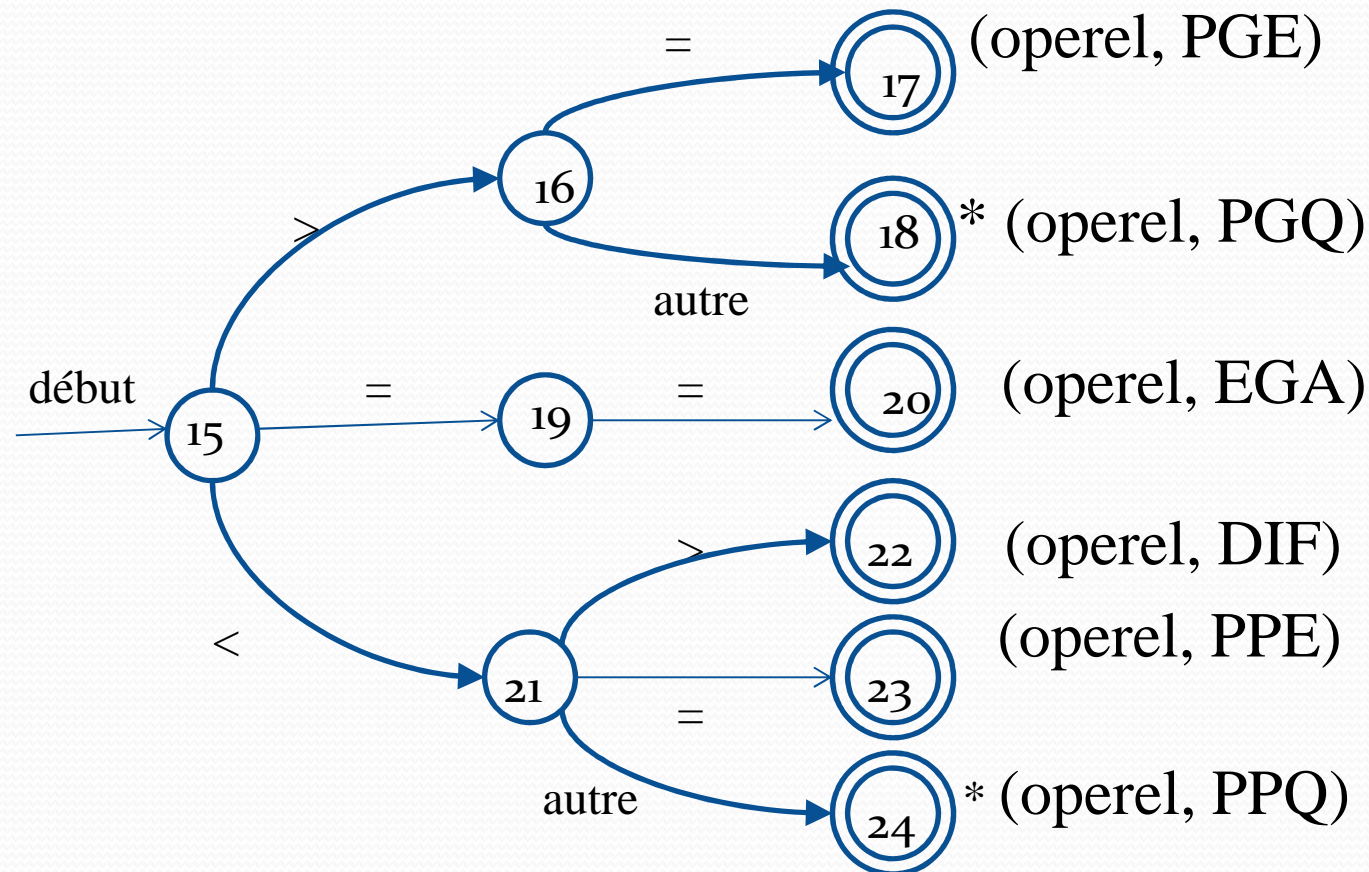 = 17 (operel, PGE)
> 16 18 * (operel, PGQ)
autre
début 15 = 19 = 20 (operel, EGA)
> 22 (operel, DIF)
< 21 = 23 (operel, PPE)
autre 24 * (operel, PPQ)